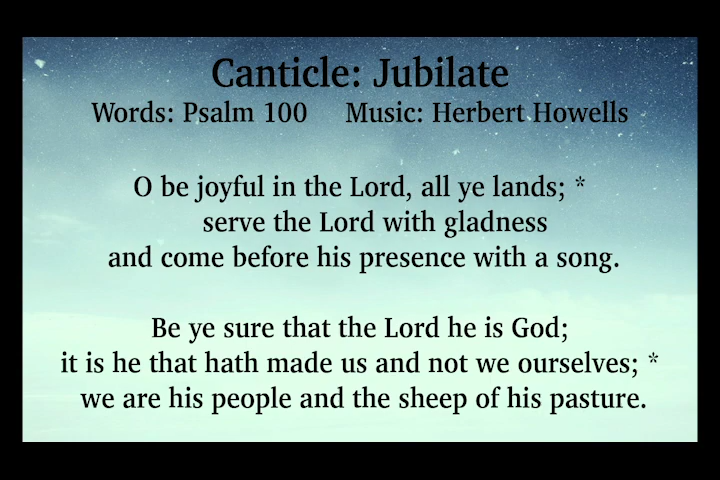 Canticle: Jubilate
Words: Psalm 100 Music: Herbert Howells
O be joyful in the Lord, all ye lands; *
serve the Lord with gladness
and come before his presence with a song.
Be ye sure that the Lord he is God;
it is he that hath made us and not we ourselves; *
we are his people and the sheep of his pasture.